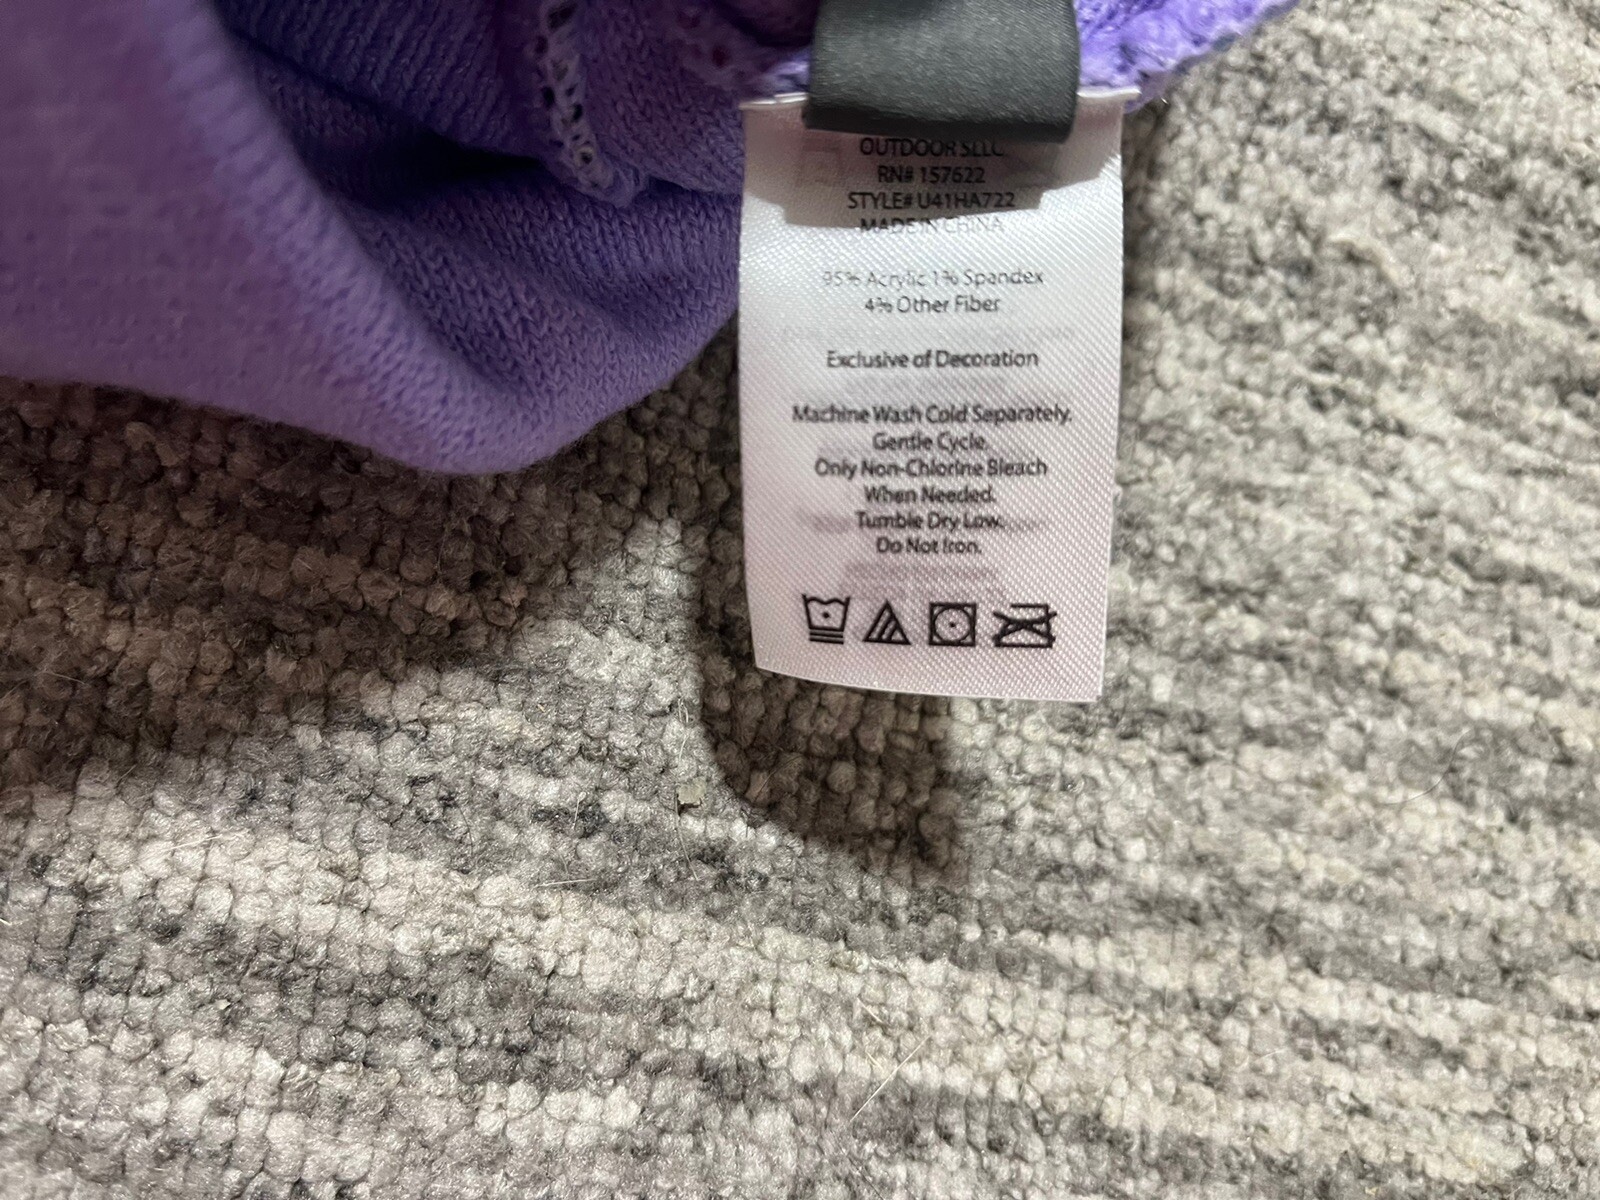 OUTDOOR SLLC
RN# 157622
STYLE# U41HA722
MADE IN CHINA
95% Acrylic 1% Spandex
4% Other Fiber
Exclusive of Decoration
Machine Wash Cold Separately.
Gentle Cycle.
Only Non-Chlorine Bleach
When Needed.
Tumble Dry Low.
Do Not Iron.